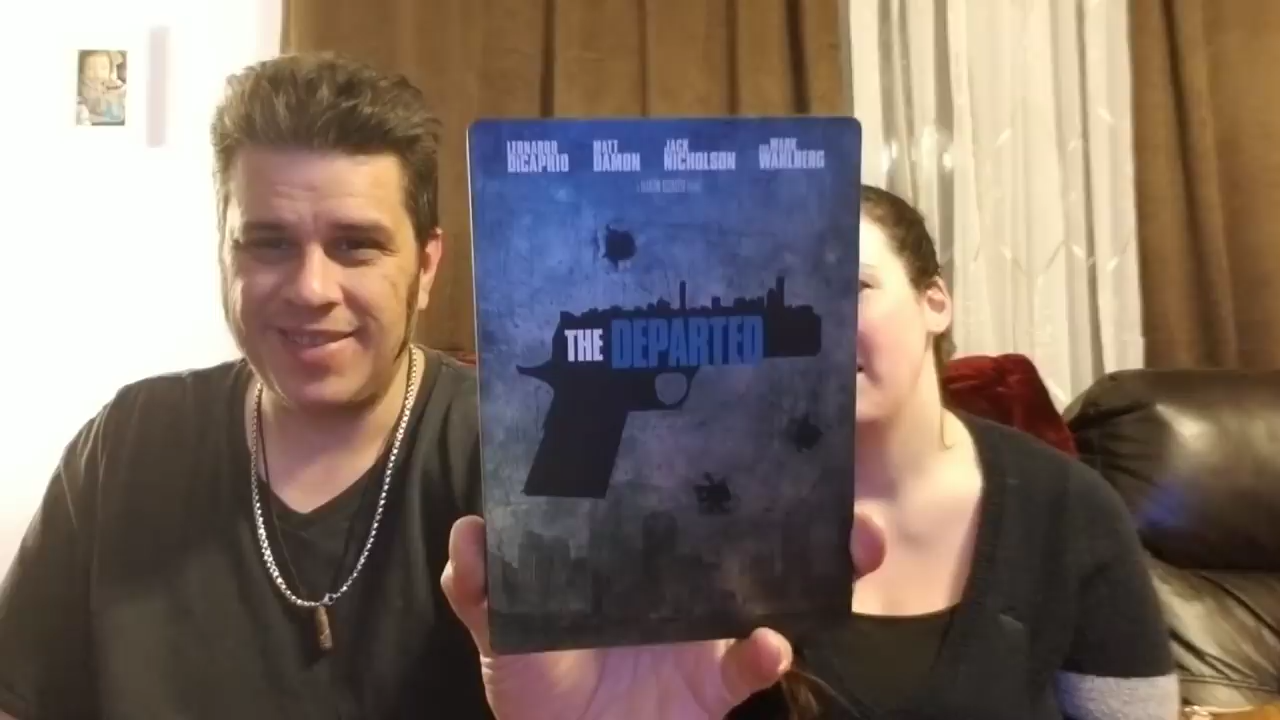 LEONARDO MATT JACK MARK
DiCAPRIO DAMON NICHOLSON WAHLBERG
THE DEPARTED